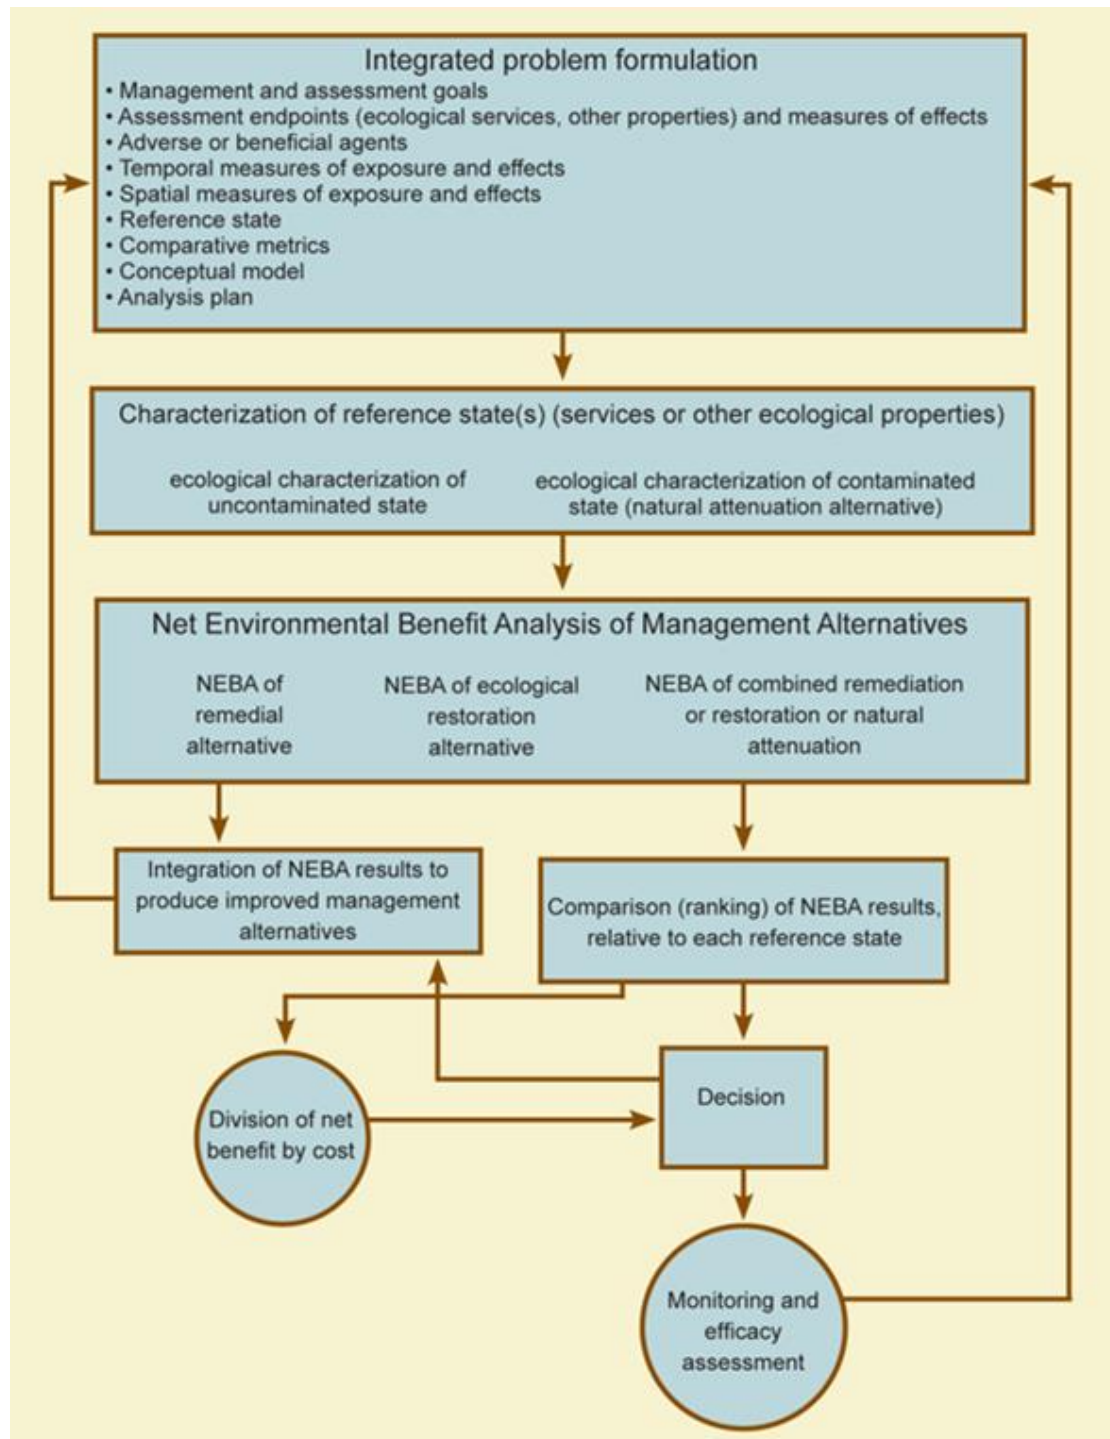 Integrated problem formulation
• Management and assessment goals
• Assessment endpoints (ecological services, other properties) and measures of effects
• Adverse or beneficial agents
• Temporal measures of exposure and effects
• Spatial measures of exposure and effects
• Reference state
• Comparative metrics
• Conceptual model
• Analysis plan
Characterization of reference state(s) (services or other ecological properties)
ecological characterization of
uncontaminated state
ecological characterization of contaminated
state (natural attenuation alternative)
Net Environmental Benefit Analysis of Management Alternatives
NEBA of
remedial
alternative
NEBA of ecological
restoration
alternative
NEBA of combined remediation
or restoration or natural
attenuation
Integration of NEBA results to
produce improved management
alternatives
Comparison (ranking) of NEBA results,
relative to each reference state
Division of net
benefit by cost
Decision
Monitoring and
efficacy
assessment